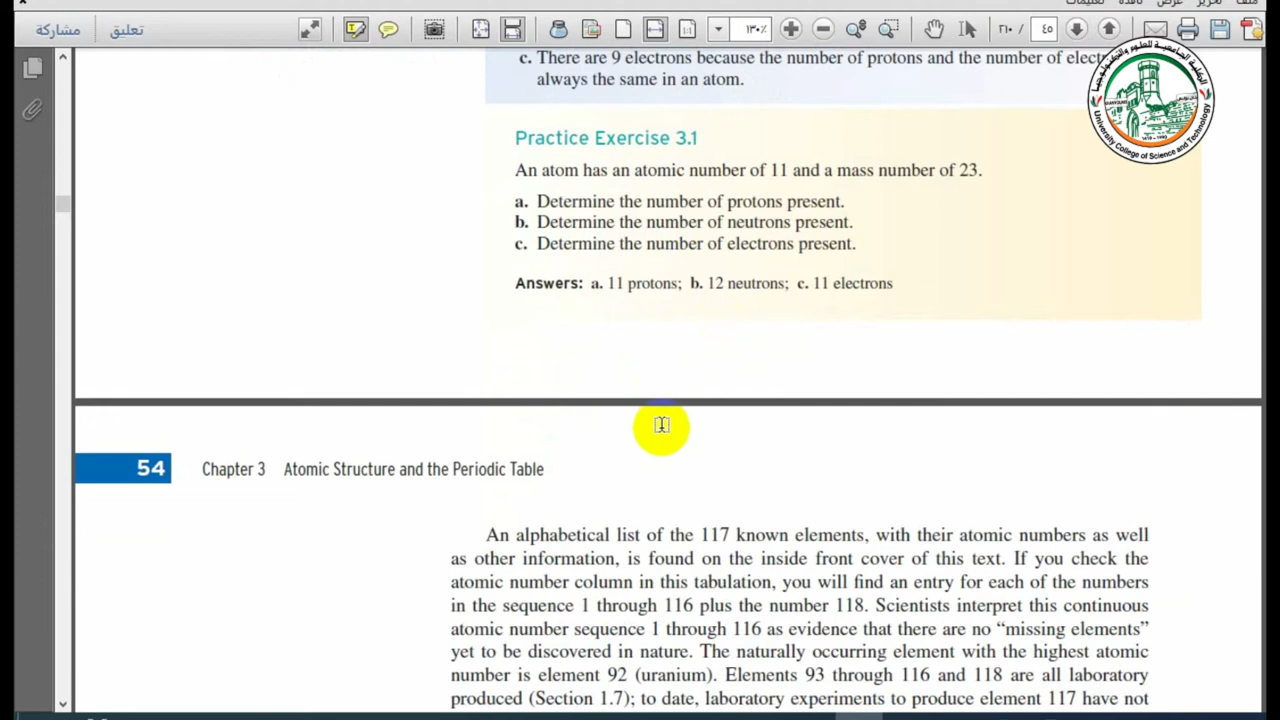 مشاركة
تعليق
١٣٠٪
٢١٠ /
٤٥
c. There are 9 electrons because the number of protons and the number of elect
always the same in an atom.
University College of Science and Technology
Practice Exercise 3.1
An atom has an atomic number of 11 and a mass number of 23.
a. Determine the number of protons present.
b. Determine the number of neutrons present.
c. Determine the number of electrons present.
Answers: a. 11 protons; b. 12 neutrons; c. 11 electrons
54
Chapter 3 Atomic Structure and the Periodic Table
An alphabetical list of the 117 known elements, with their atomic numbers as well
as other information, is found on the inside front cover of this text. If you check the
atomic number column in this tabulation, you will find an entry for each of the numbers
in the sequence 1 through 116 plus the number 118. Scientists interpret this continuous
atomic number sequence 1 through 116 as evidence that there are no “missing elements”
yet to be discovered in nature. The naturally occurring element with the highest atomic
number is element 92 (uranium). Elements 93 through 116 and 118 are all laboratory
produced (Section 1.7); to date, laboratory experiments to produce element 117 have not